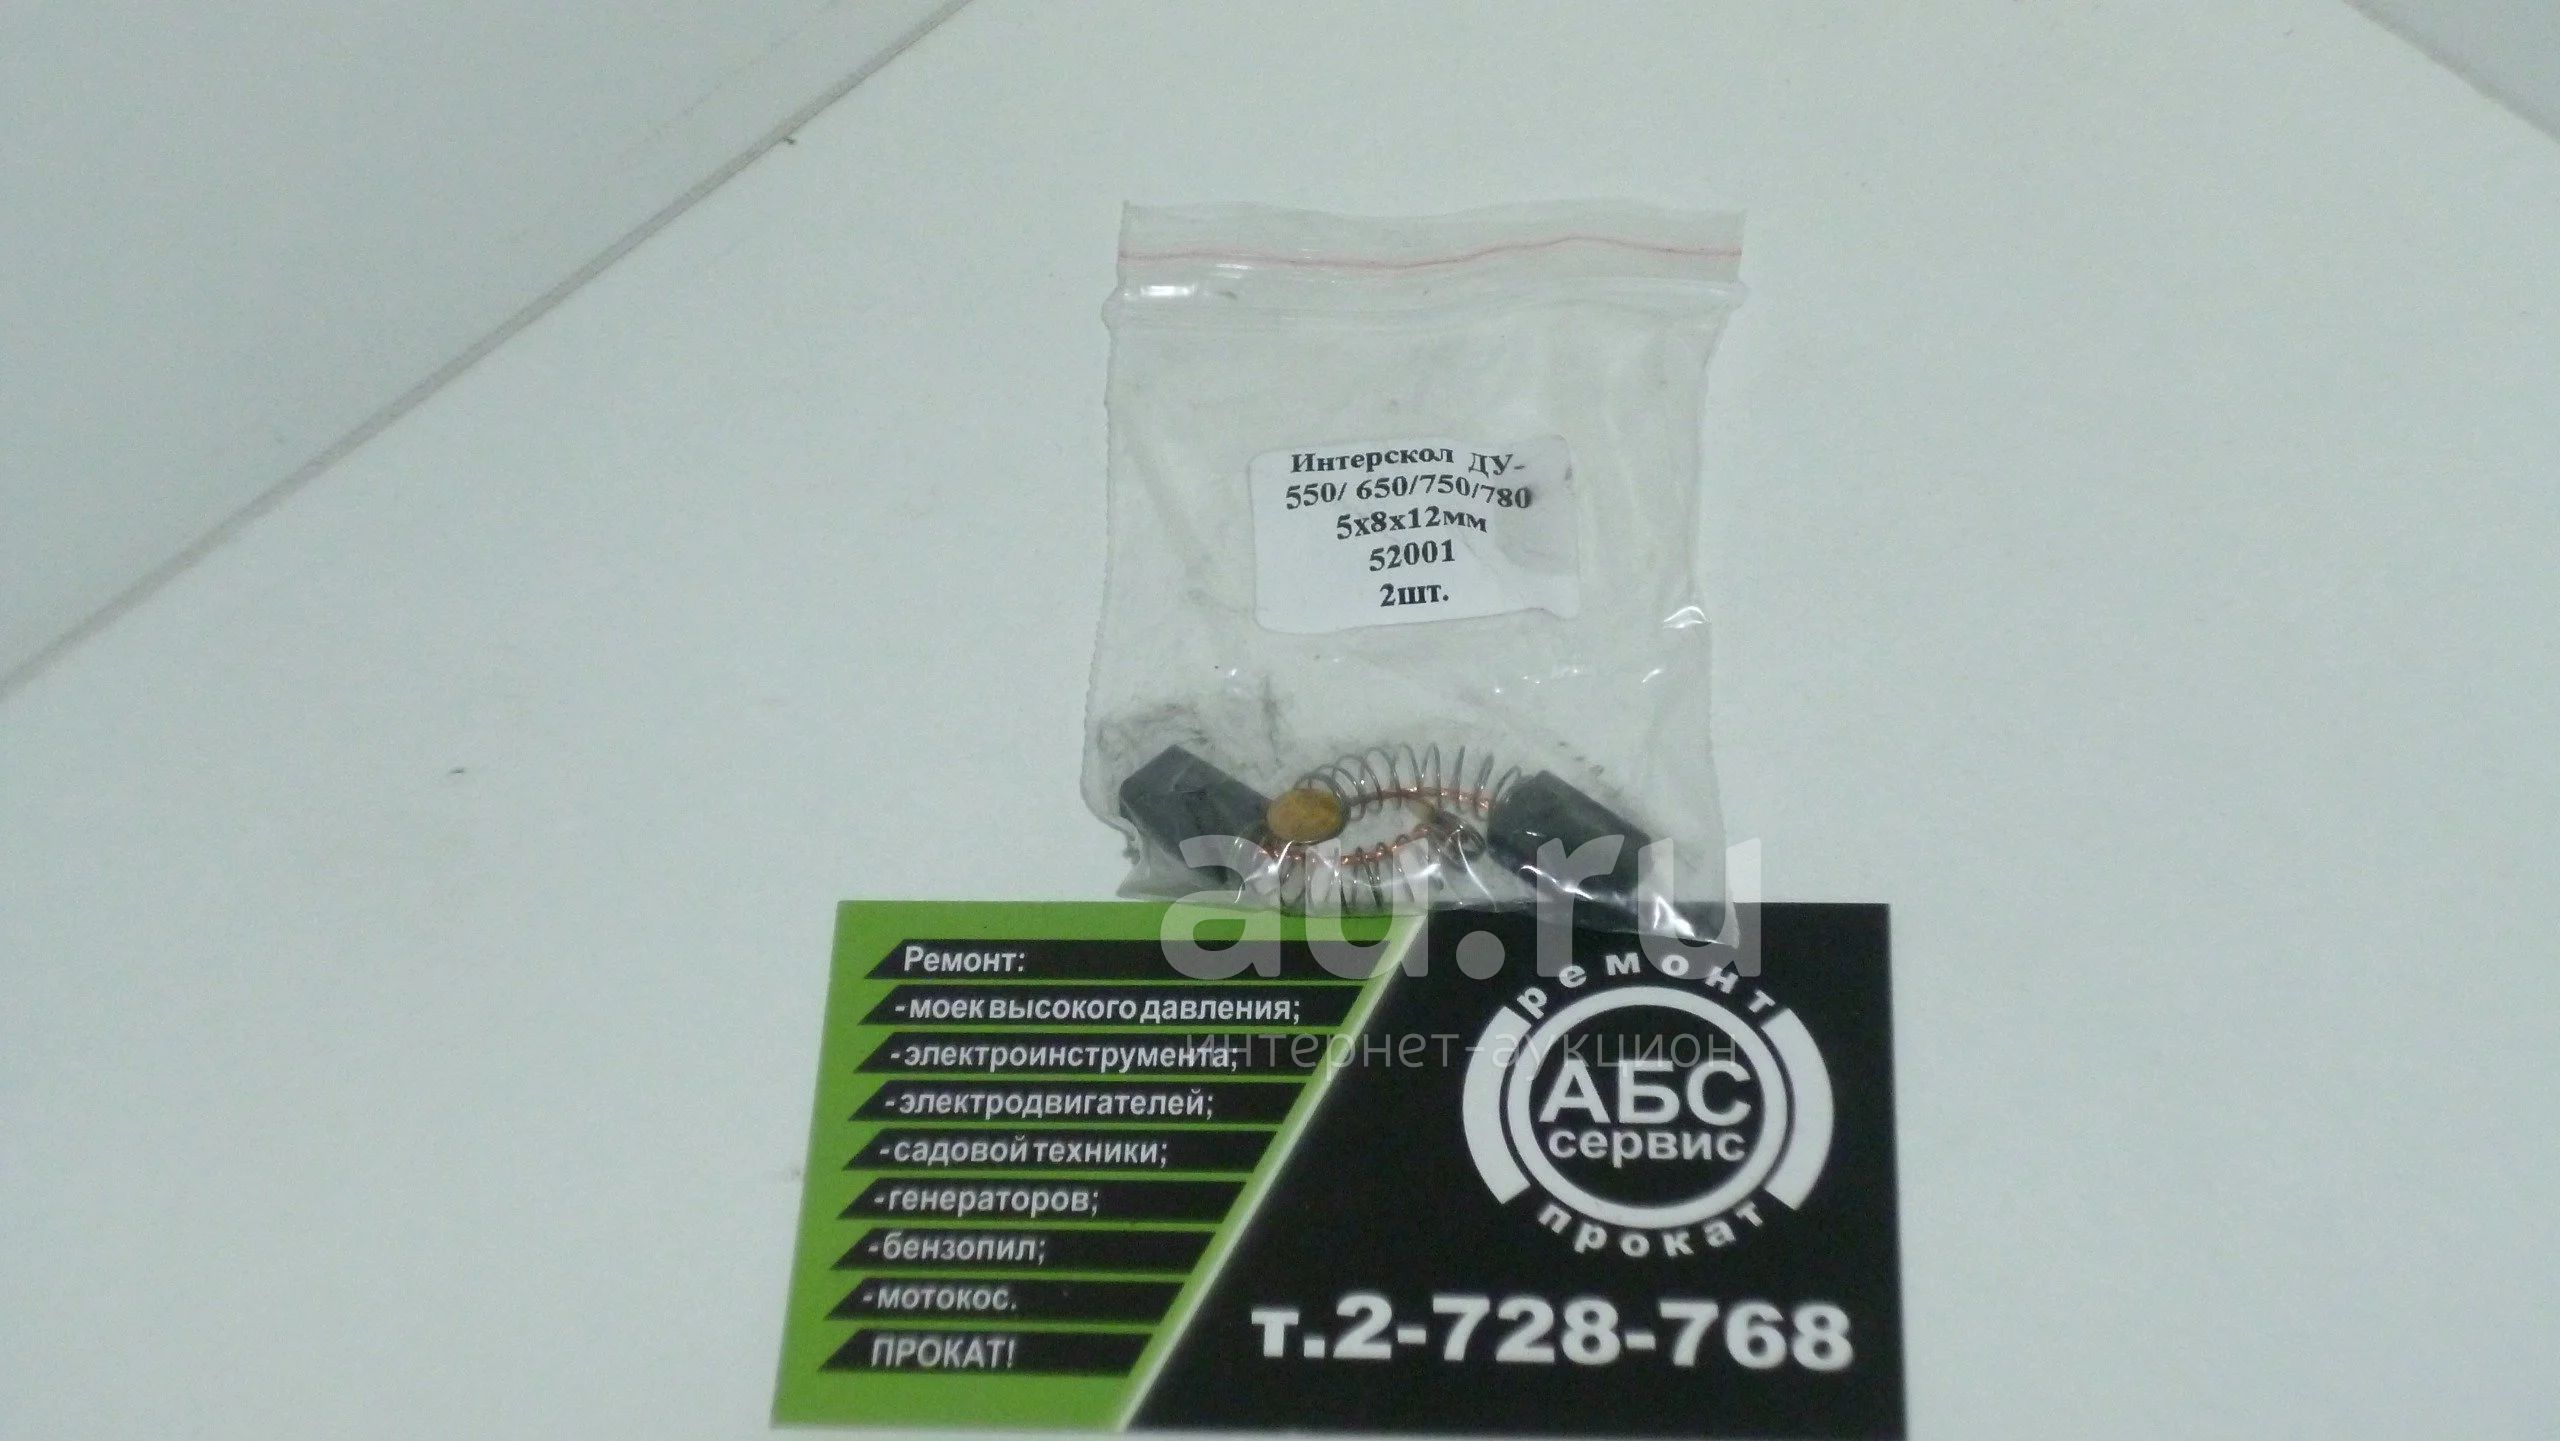 Интерскол ДУ-
550/ 650/750/780
5х8х12мм
52001
2шт.
au.ru
интернет-аукцион
Ремонт:
-моек высокого давления;
-электроинструмента;
-электродвигателей;
-садовой техники;
-генераторов;
-бензопил;
-мотокос.
ПРОКАТ!
ремонт
АБС
сервис
прокат
т.2-728-768